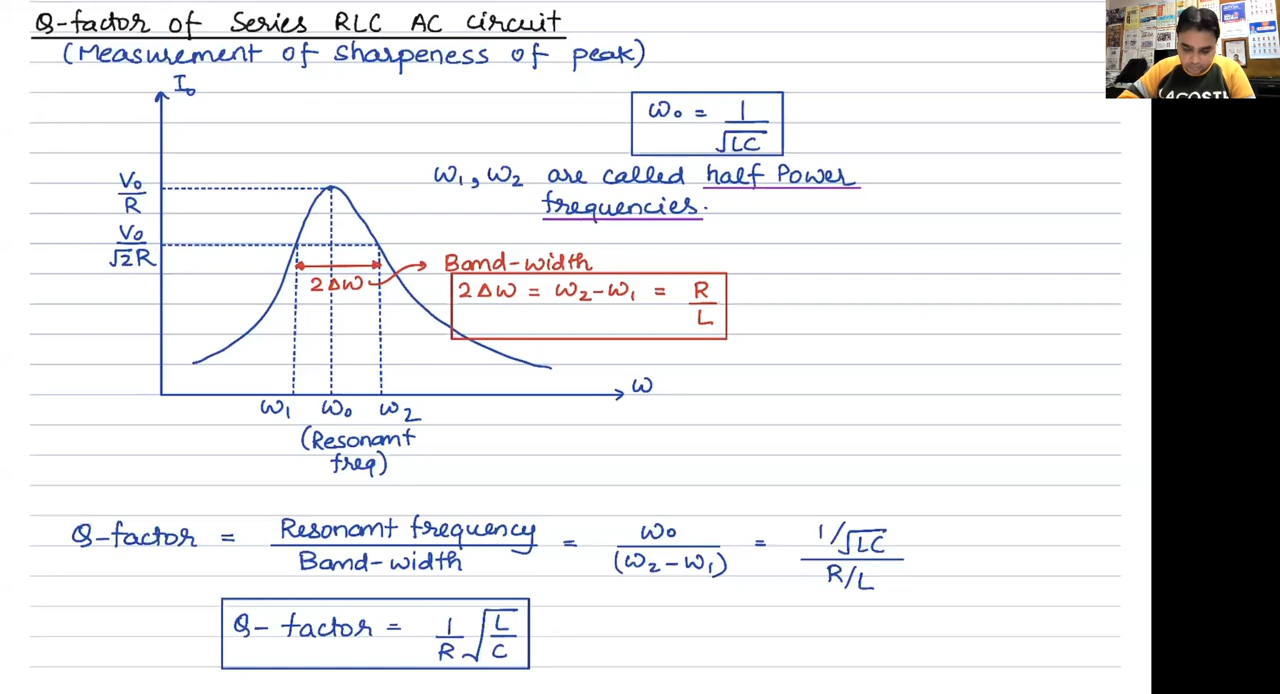 Q-factor of Series RLC AC circuit
(Measurement of sharpeness of peak)
I₀
ω₀ = 1/√LC
ω₁, ω₂ are called half Power
frequencies.
V₀/R
V₀/√2R
Band-width
2Δω
2Δω = ω₂-ω₁ = R/L
ω
ω₁ ω₀ ω₂
(Resonant
freq)
Q-factor = Resonant frequency/Band-width = ω₀/(ω₂-ω₁) = 1/√LC/R/L
Q-factor = 1/R √L/C
LACOSTE